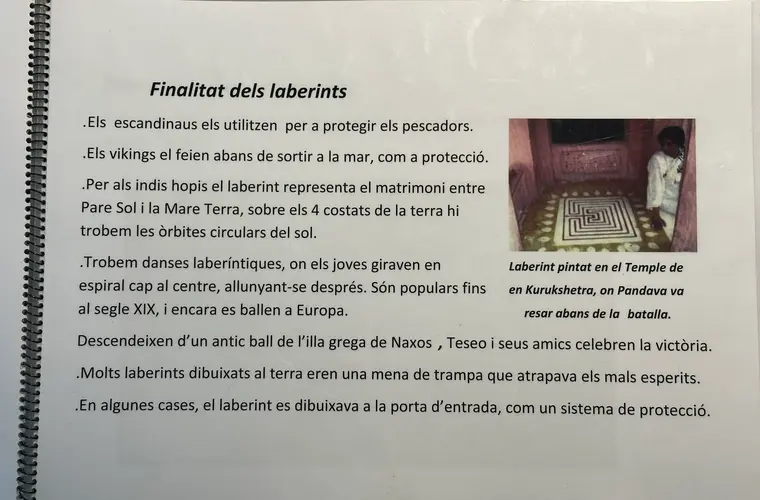 Finalitat dels laberints
.Els escandinaus els utilitzen per a protegir els pescadors.
.Els vikings el feien abans de sortir a la mar, com a protecció.
.Per als indis hopis el laberint representa el matrimoni entre
Pare Sol i la Mare Terra, sobre els 4 costats de la terra hi
trobem les òrbites circulars del sol.
.Trobem danses laberíntiques, on els joves giraven en
espiral cap al centre, allunyant-se després. Són populars fins
al segle XIX, i encara es ballen a Europa.
Laberint pintat en el Temple de
en Kurukshetra, on Pandava va
resar abans de la batalla.
Descendeixen d'un antic ball de l'illa grega de Naxos , Teseo i seus amics celebren la victòria.
.Molts laberints dibuixats al terra eren una mena de trampa que atrapava els mals esperits.
.En algunes cases, el laberint es dibuixava a la porta d'entrada, com un sistema de protecció.